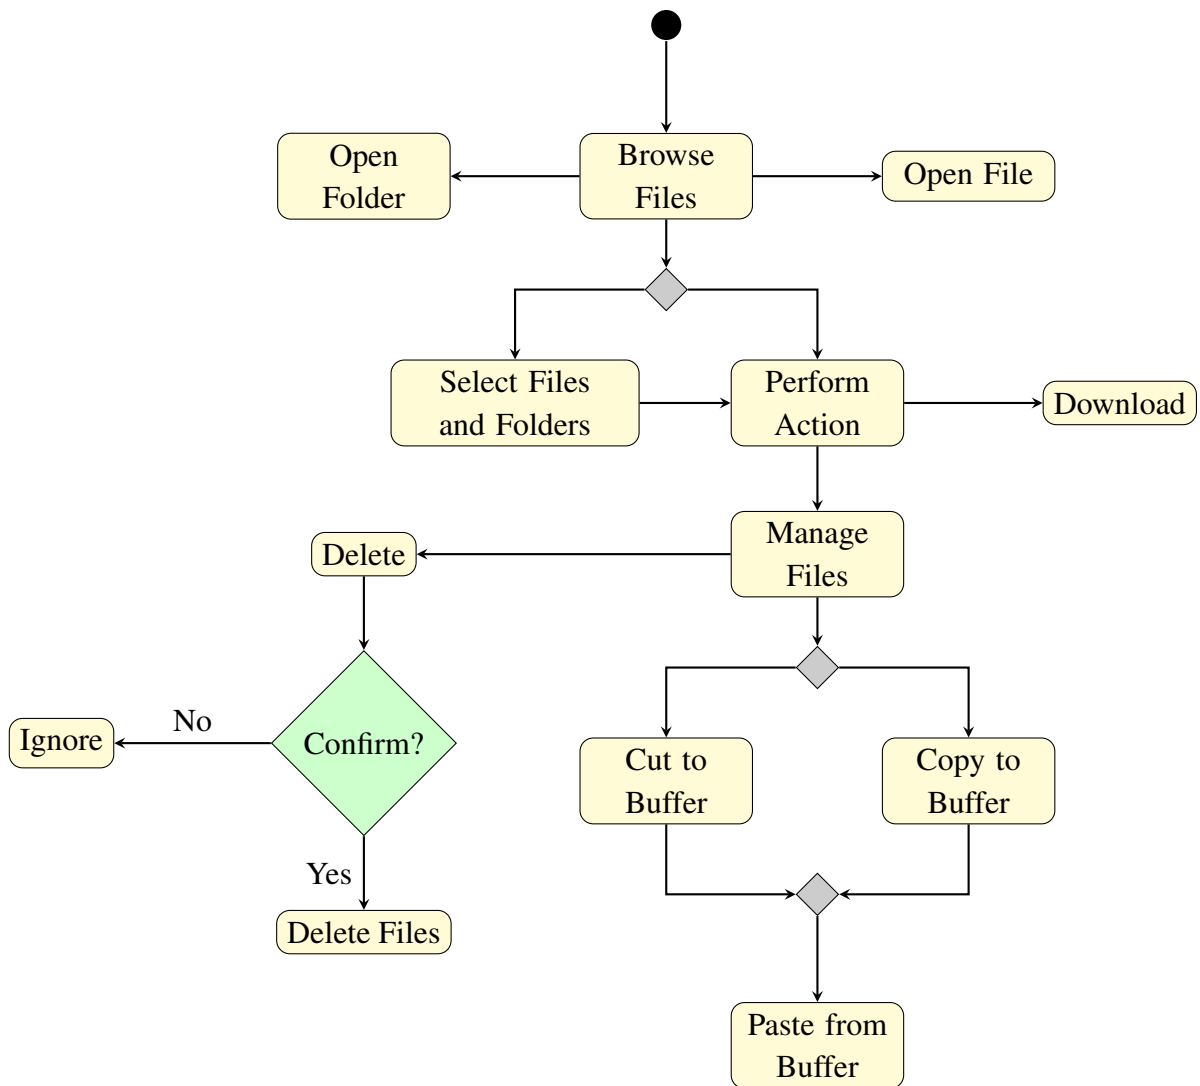 Open
Folder
Browse
Files
Open File
Select Files
and Folders
Perform
Action
Download
Manage
Files
Delete
No
Ignore
Confirm?
Cut to
Buffer
Copy to
Buffer
Yes
Delete Files
Paste from
Buffer